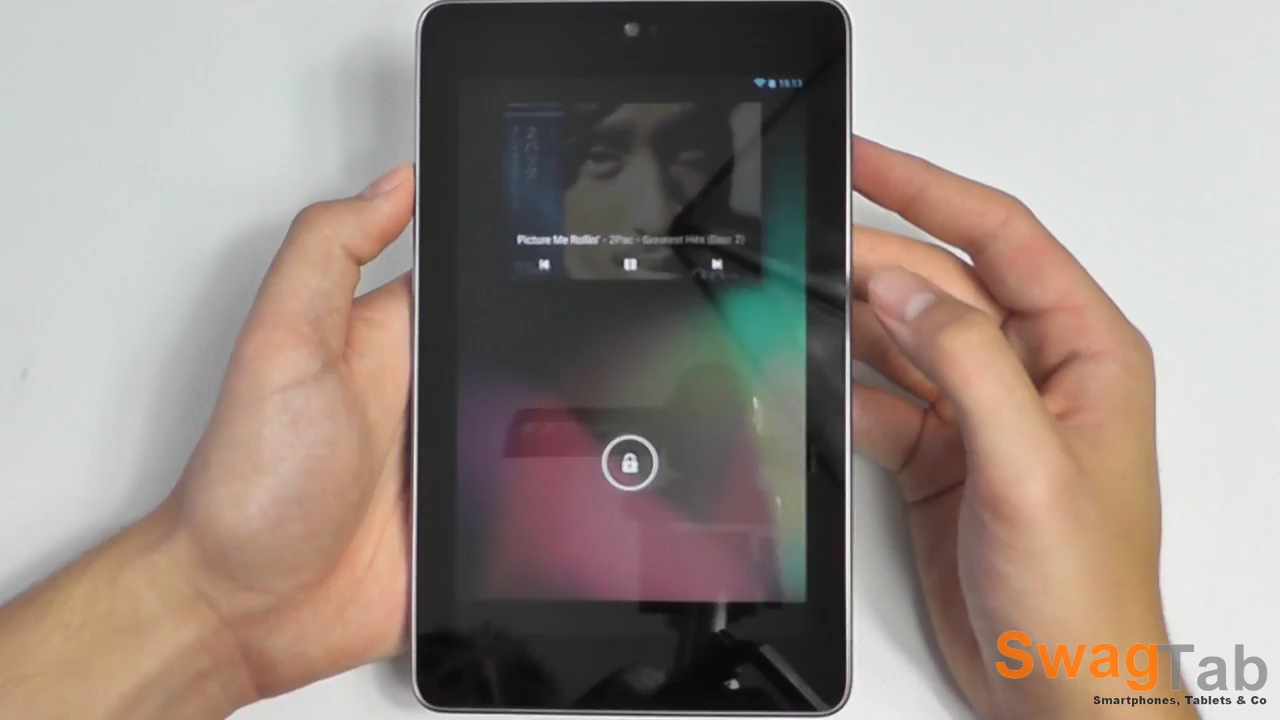 Picture Me Rollin' - 2Pac - Greatest Hits (Disc 2)
SwagTab
Smartphones, Tablets & Co